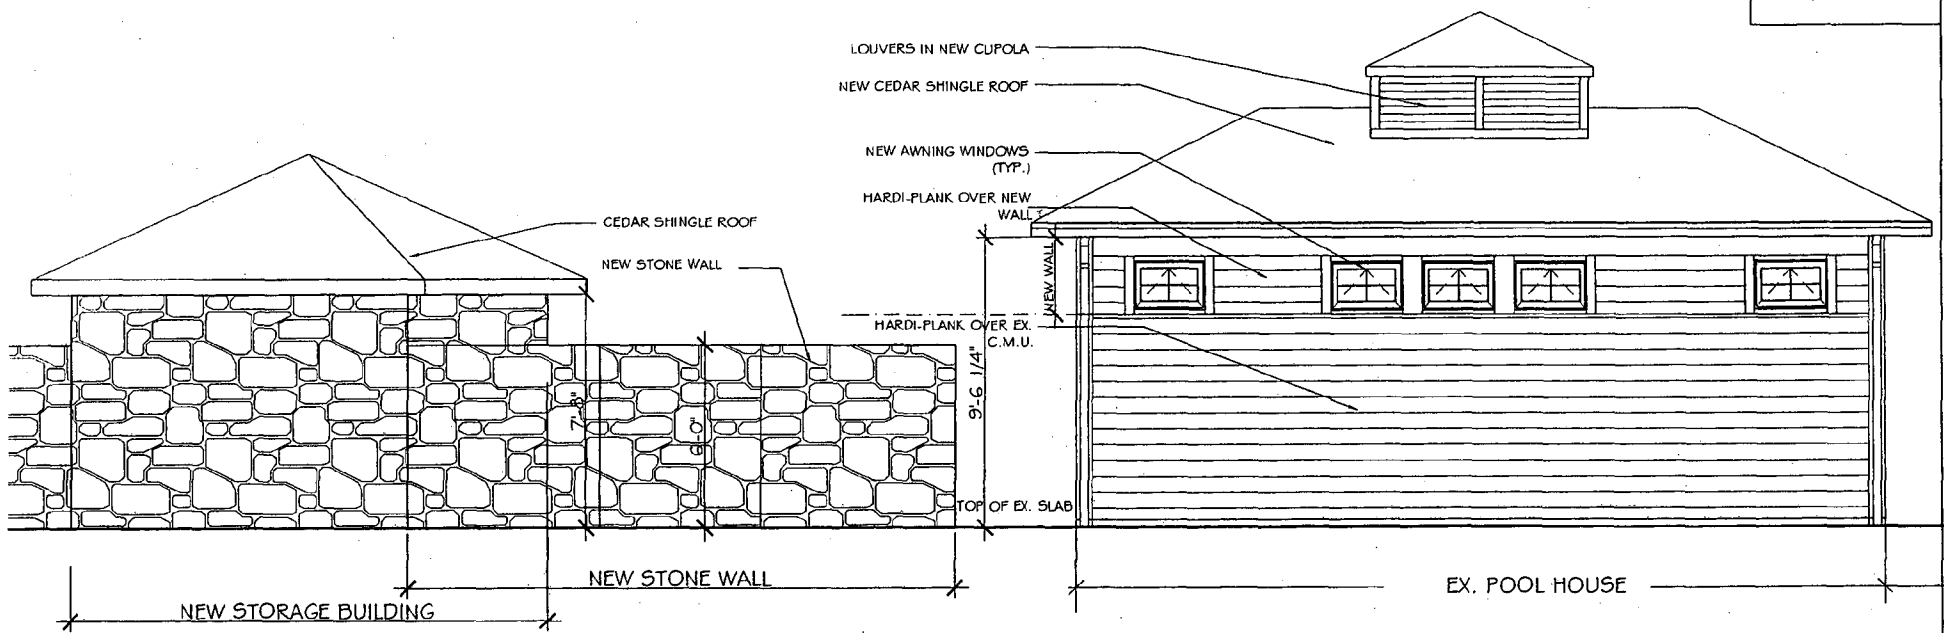 LOUVERS IN NEW CUPOLA
NEW CEDAR SHINGLE ROOF
NEW AWNING WINDOWS
(TYP.)
HARDI-PLANK OVER NEW
WALL
CEDAR SHINGLE ROOF
NEW STONE WALL
NEW WALL
HARDI-PLANK OVER EX.
C.M.U.
9'-6 1/4"
7'-8"
6'-0"
TOP OF EX. SLAB
NEW STONE WALL
EX. POOL HOUSE
NEW STORAGE BUILDING